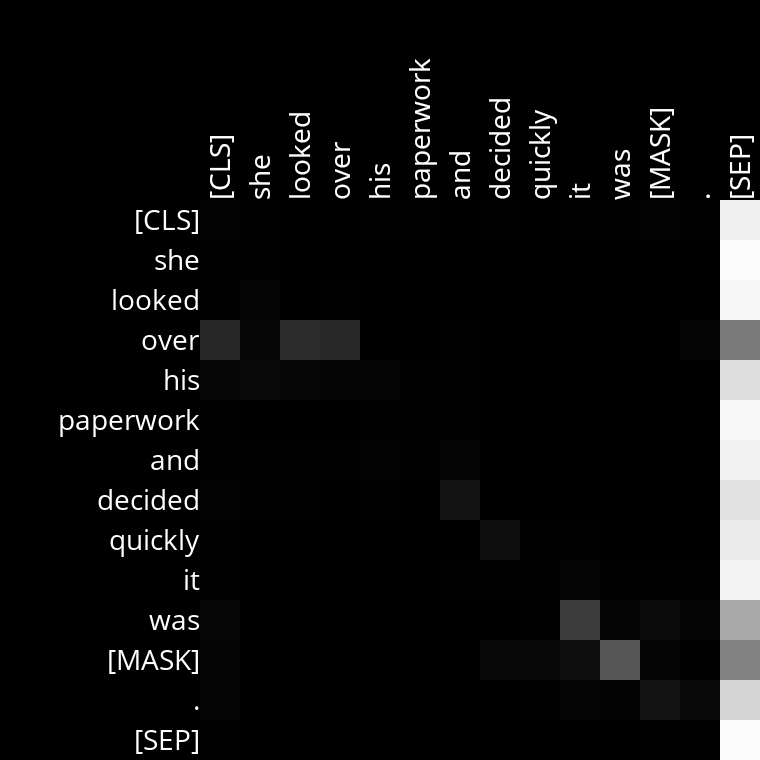 [CLS] she looked over his paperwork and decided quickly it was [MASK] . [SEP]
[CLS]
she
looked
over
his
paperwork
and
decided
quickly
it
was
[MASK]
.
[SEP]